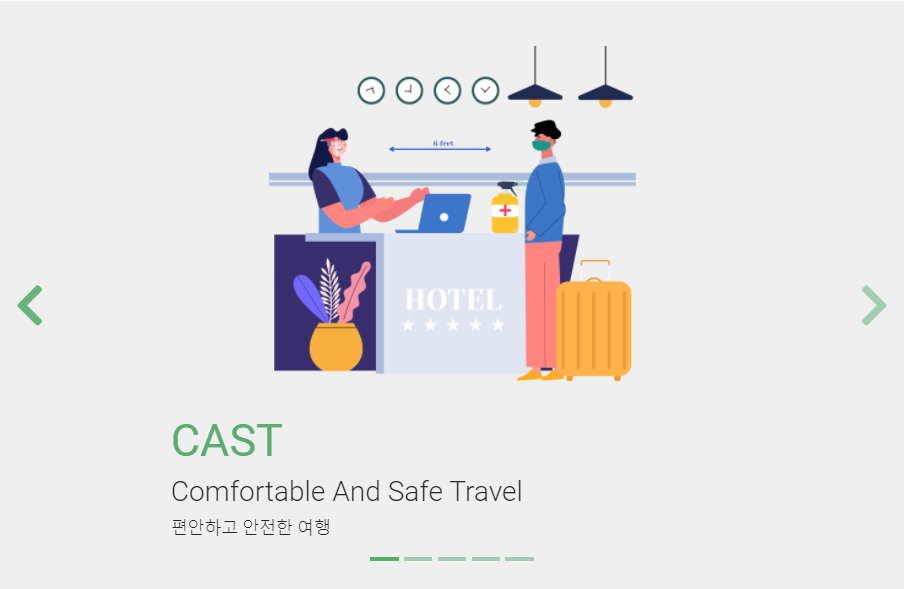 6 feet
HOTEL
CAST
Comfortable And Safe Travel
편안하고 안전한 여행